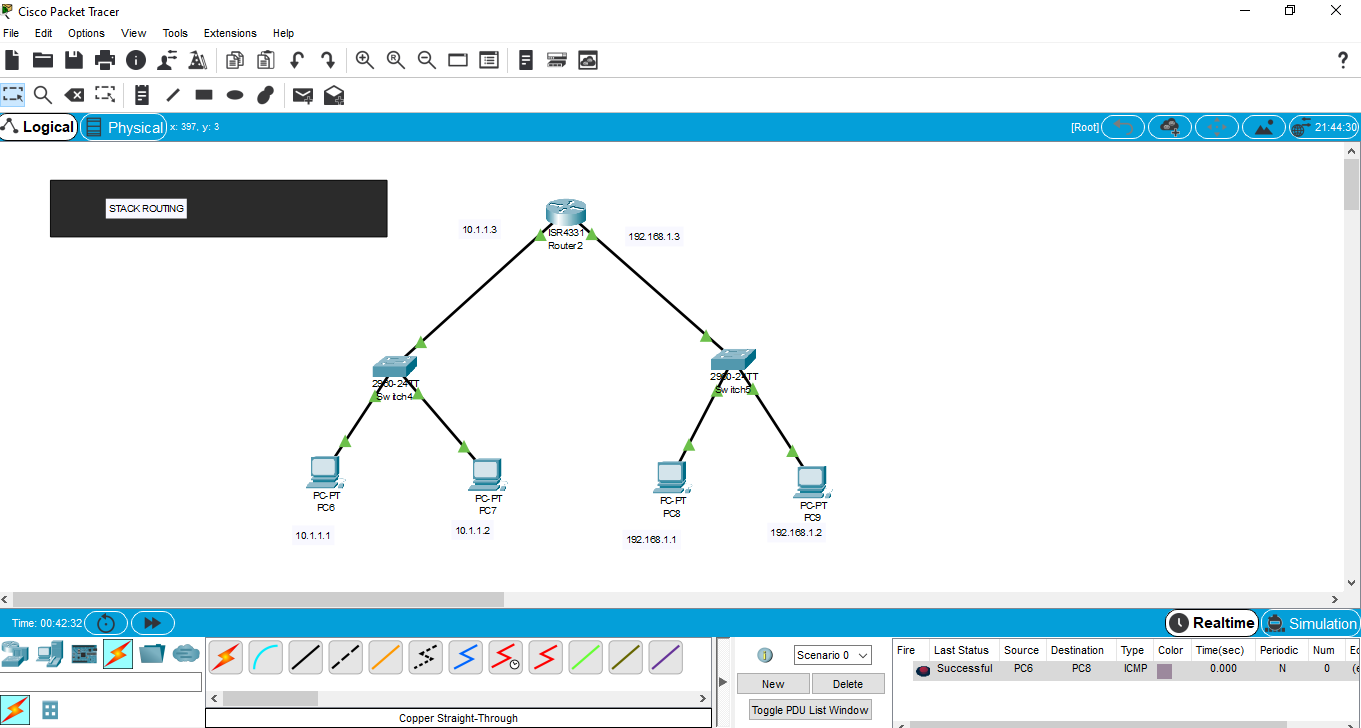 Cisco Packet Tracer
File Edit Options View Tools Extensions Help
?
Logical Physical x: 397, y: 3 [Root] 21:44:30
STACK ROUTING
10.1.1.3
192.168.1.3
ISR4331
Router2
2960-24TT
Switch4
2960-24TT
Switch5
PC-PT
PC6
PC-PT
PC7
PC-PT
PC8
PC-PT
PC9
10.1.1.1
10.1.1.2
192.168.1.1
192.168.1.2
Time: 00:42:32
Realtime Simulation
Scenario 0
New Delete
Toggle PDU List Window
Fire Last Status Source Destination Type Color Time(sec) Periodic Num
Successful PC6 PC8 ICMP 0.000 N 0
Copper Straight-Through